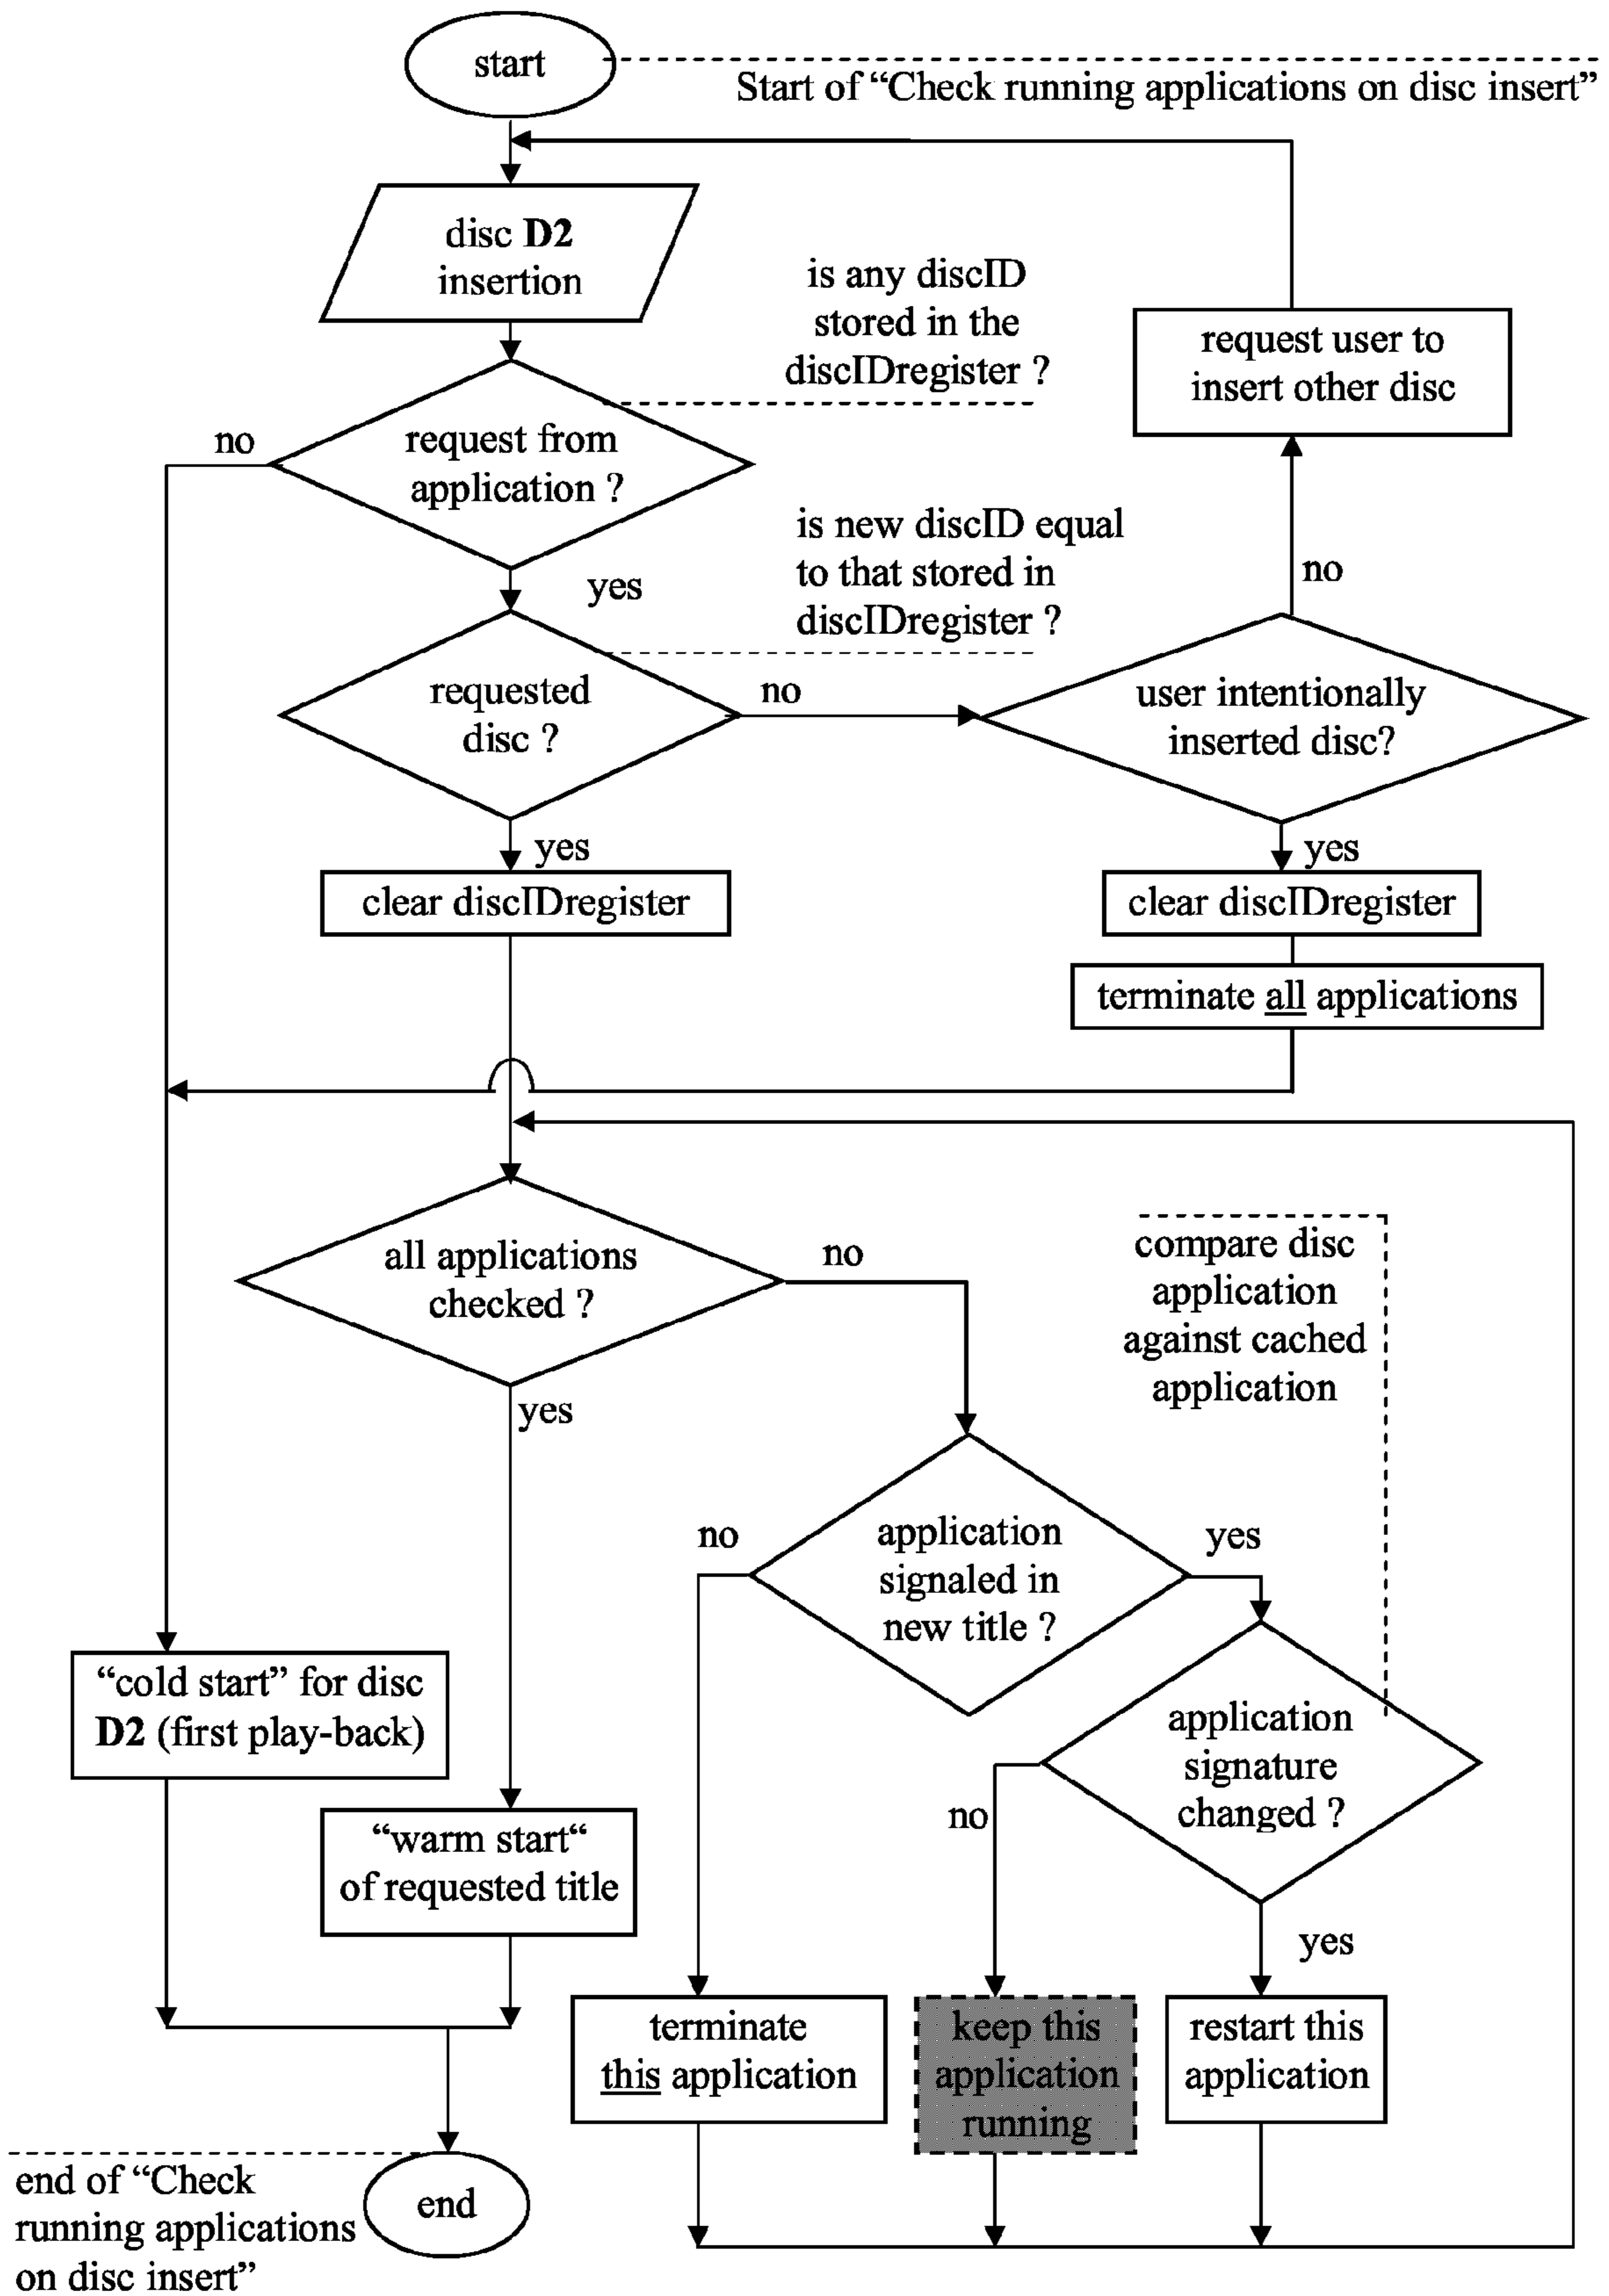 start
Start of “Check running applications on disc insert”
disc D2
insertion
is any discID
stored in the
discIDregister ?
request user to
insert other disc
no
request from
application ?
is new discID equal
to that stored in
discIDregister ?
yes
no
requested
disc ?
no
user intentionally
inserted disc?
yes
yes
clear discIDregister
clear discIDregister
terminate all applications
all applications
checked ?
no
compare disc
application
against cached
application
yes
no
application
signaled in
new title ?
yes
“cold start” for disc
D2 (first play-back)
application
signature
changed ?
no
“warm start“
of requested title
yes
terminate
this application
keep this
application
running
restart this
application
end of “Check
running applications
on disc insert”
end